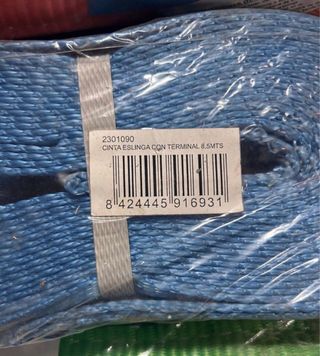 2301090
CINTA ESLINGA CON TERMINAL 8,5MTS
8 424445 916931